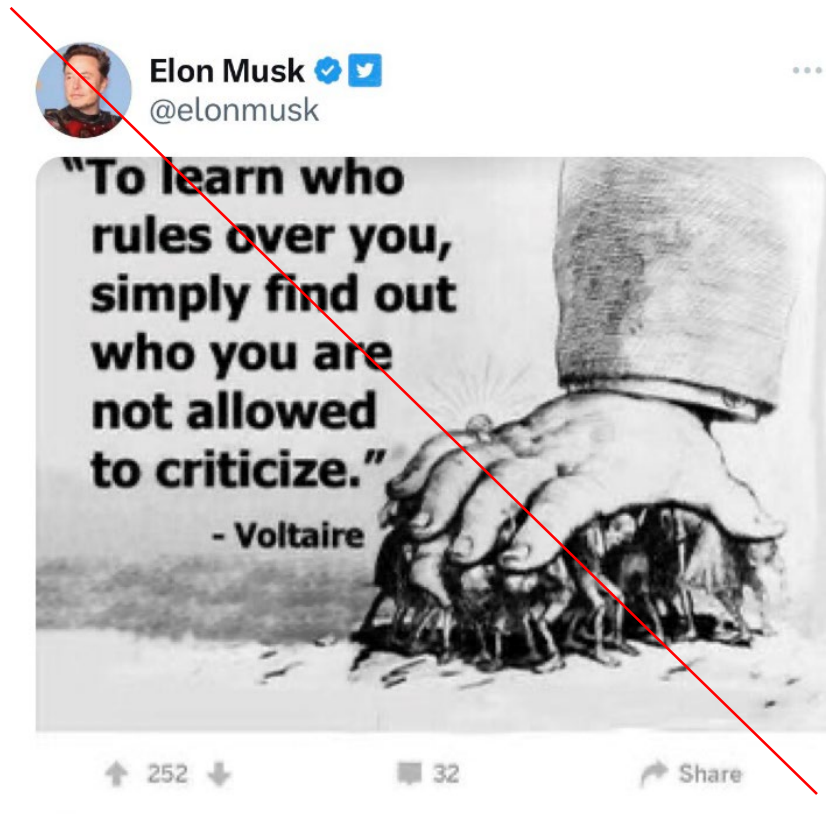 Elon Musk
@elonmusk
"To learn who
rules over you,
simply find out
who you are
not allowed
to criticize."
- Voltaire
252
32
Share